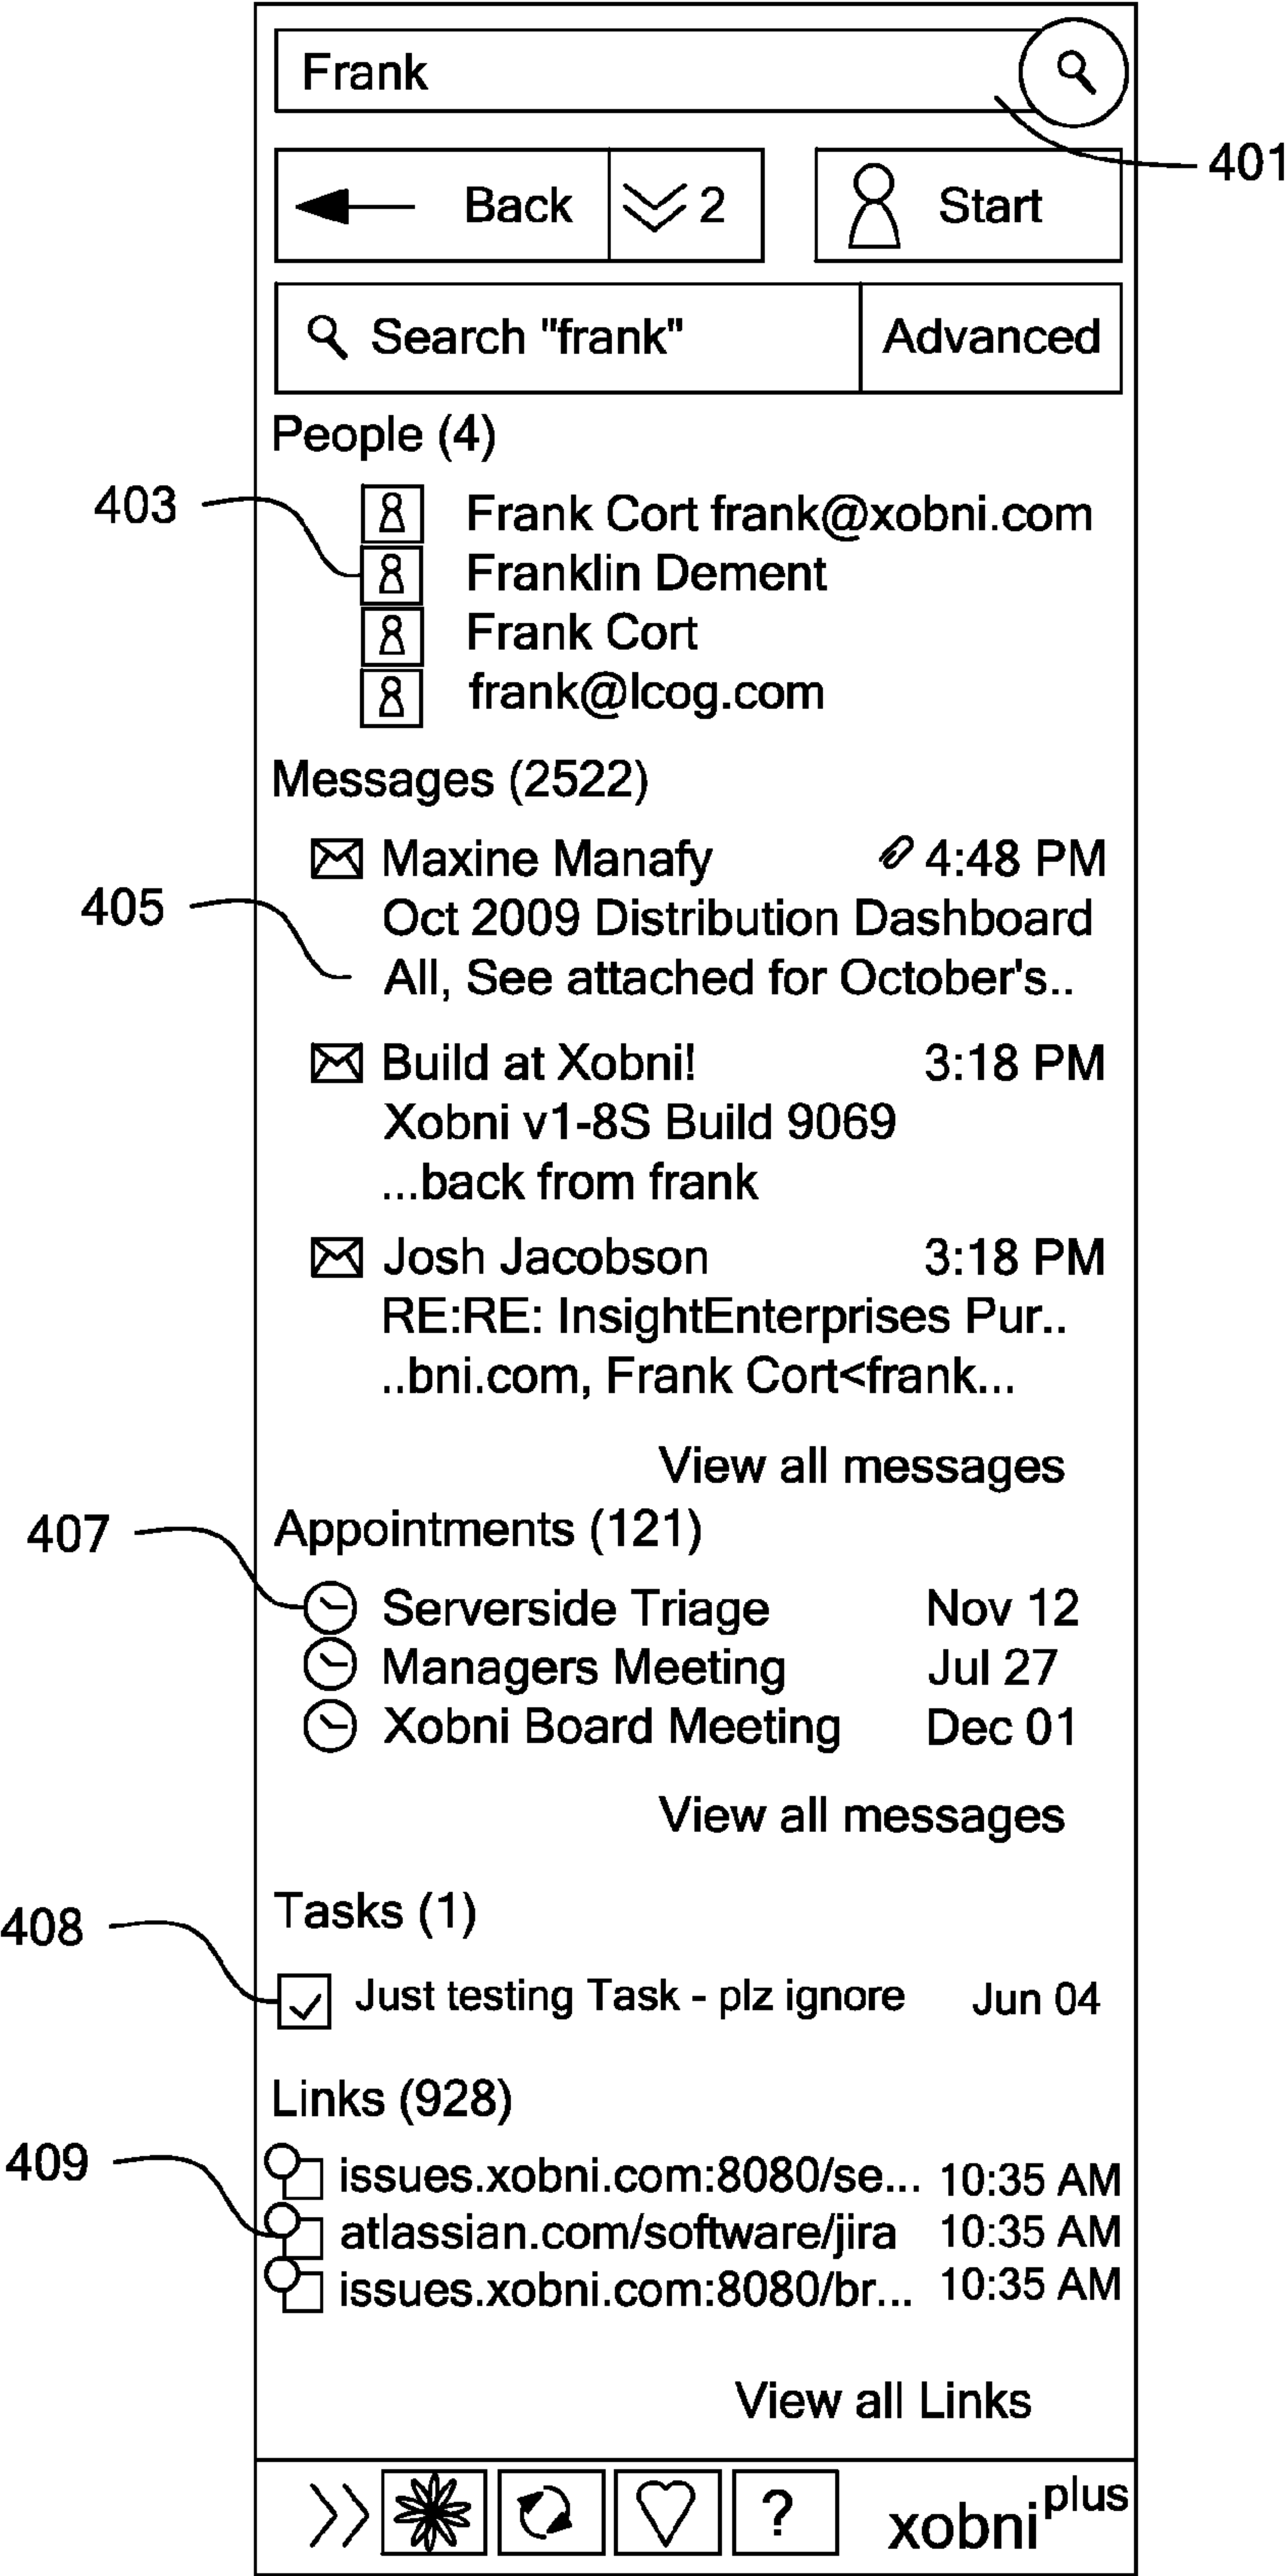 Frank
401
Back 2 Start
Search "frank" Advanced
People (4)
403
Frank Cort frank@xobni.com
Franklin Dement
Frank Cort
frank@lcog.com
Messages (2522)
Maxine Manafy 4:48 PM
405
Oct 2009 Distribution Dashboard
All, See attached for October's..
Build at Xobni! 3:18 PM
Xobni v1-8S Build 9069
...back from frank
Josh Jacobson 3:18 PM
RE:RE: InsightEnterprises Pur..
..bni.com, Frank Cort<frank...
View all messages
407
Appointments (121)
Serverside Triage Nov 12
Managers Meeting Jul 27
Xobni Board Meeting Dec 01
View all messages
Tasks (1)
408
Just testing Task - plz ignore Jun 04
Links (928)
409
issues.xobni.com:8080/se... 10:35 AM
atlassian.com/software/jira 10:35 AM
issues.xobni.com:8080/br... 10:35 AM
View all Links
? xobni plus